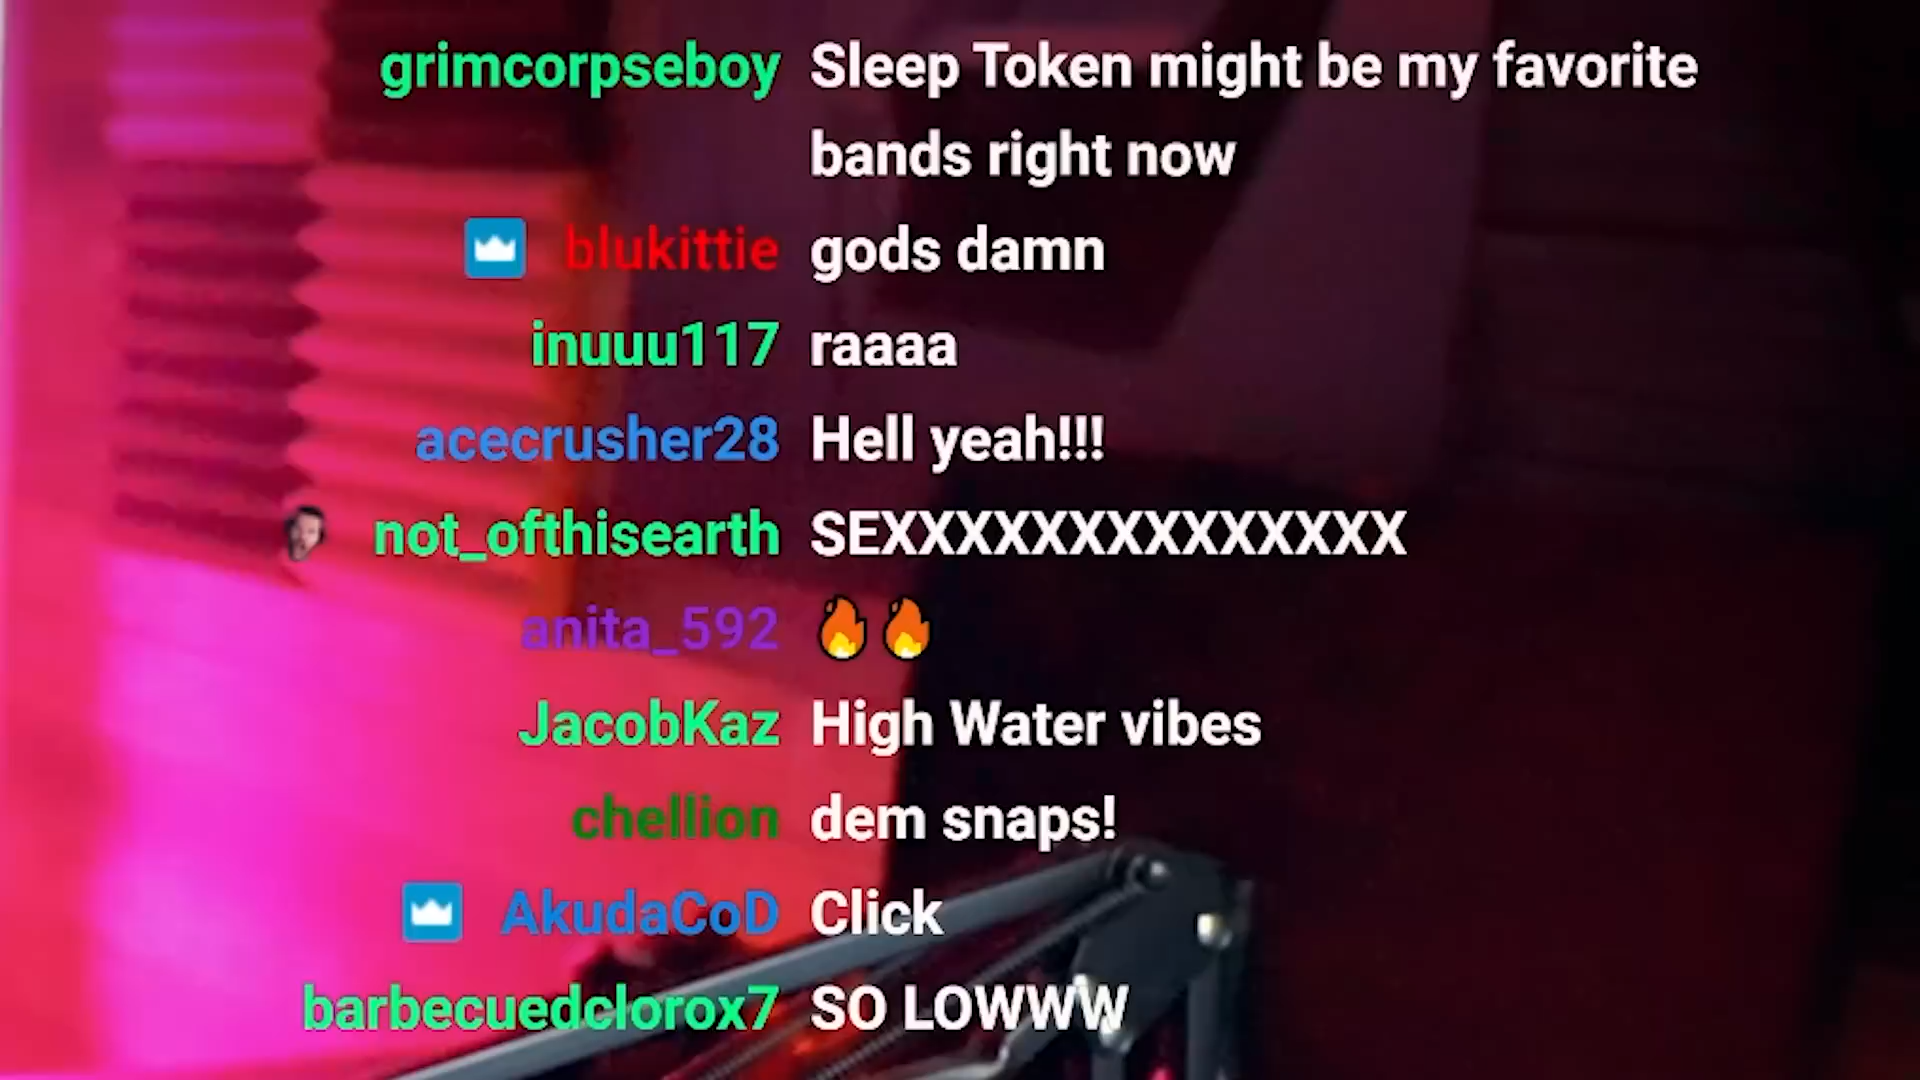 grimcorpseboy Sleep Token might be my favorite
bands right now
blukittie gods damn
inuuu117 raaaa
acecrusher28 Hell yeah!!!
not_ofthisearth SEXXXXXXXXXXXXXX
anita_592 🔥🔥
JacobKaz High Water vibes
chellion dem snaps!
AkudaCoD Click
barbecuedclorox7 SO LOWWW